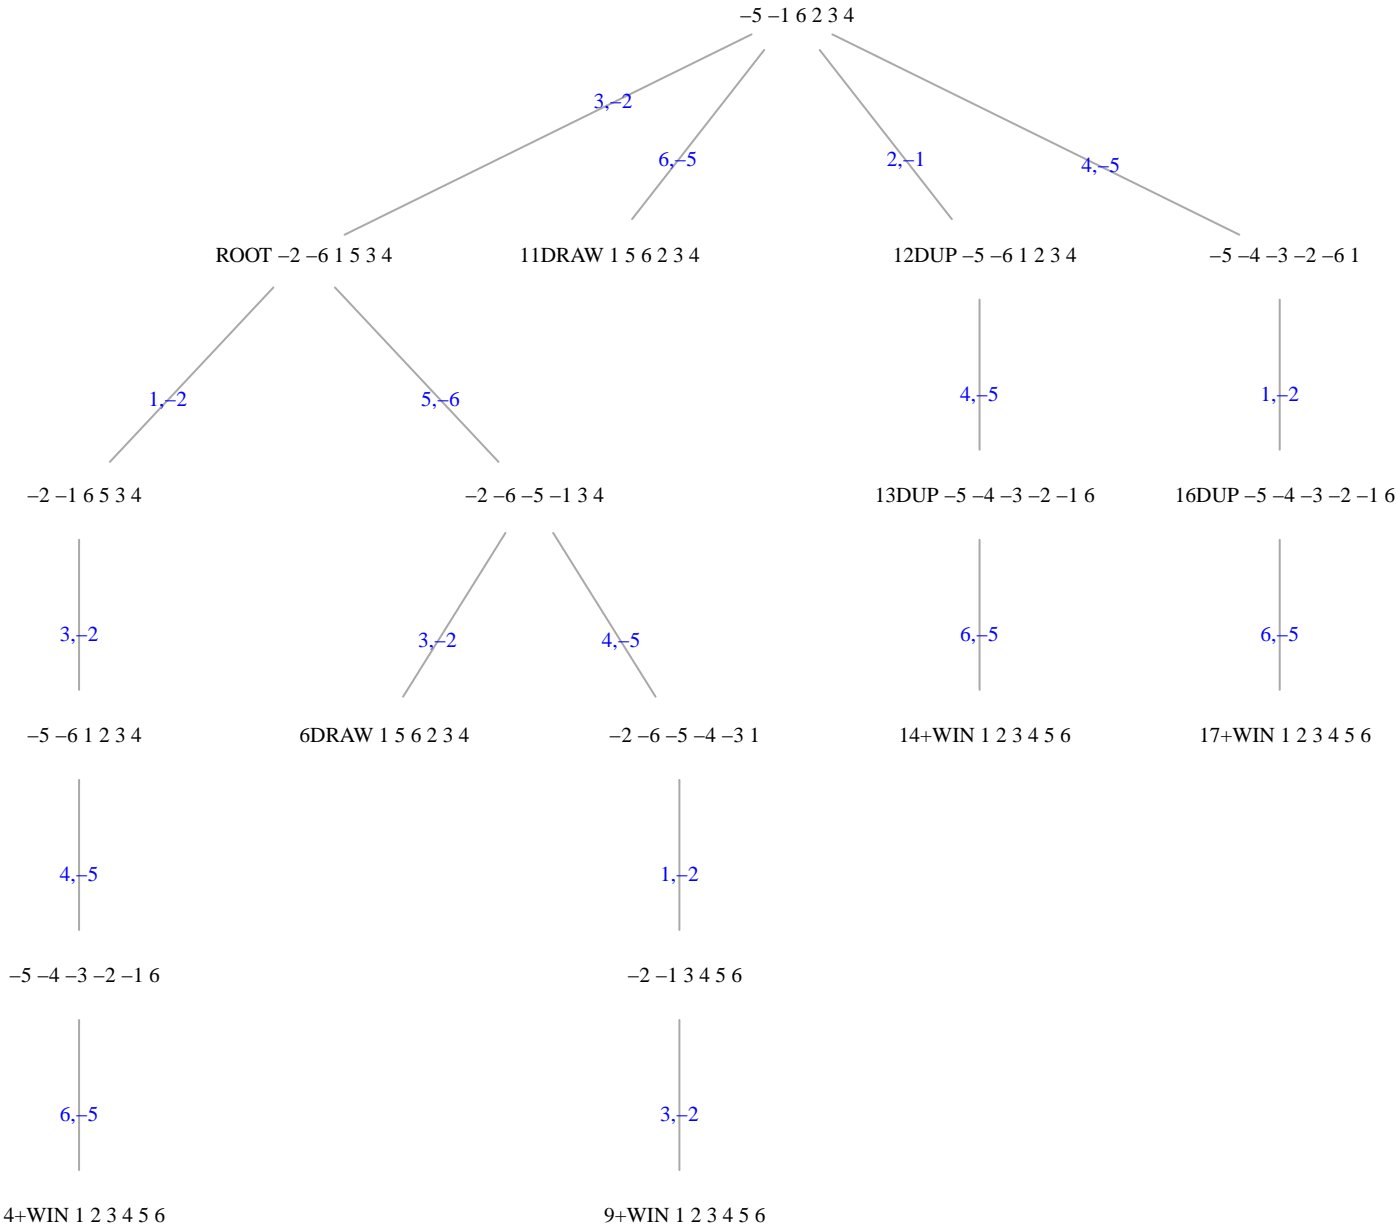 –5 –1 6 2 3 4
3,–2
6,–5
2,–1
4,–5
ROOT –2 –6 1 5 3 4
11DRAW 1 5 6 2 3 4
12DUP –5 –6 1 2 3 4
–5 –4 –3 –2 –6 1
1,–2
5,–6
4,–5
1,–2
–2 –1 6 5 3 4
–2 –6 –5 –1 3 4
13DUP –5 –4 –3 –2 –1 6
16DUP –5 –4 –3 –2 –1 6
3,–2
3,–2
4,–5
6,–5
6,–5
–5 –6 1 2 3 4
6DRAW 1 5 6 2 3 4
–2 –6 –5 –4 –3 1
14+WIN 1 2 3 4 5 6
17+WIN 1 2 3 4 5 6
4,–5
1,–2
–5 –4 –3 –2 –1 6
–2 –1 3 4 5 6
6,–5
3,–2
4+WIN 1 2 3 4 5 6
9+WIN 1 2 3 4 5 6